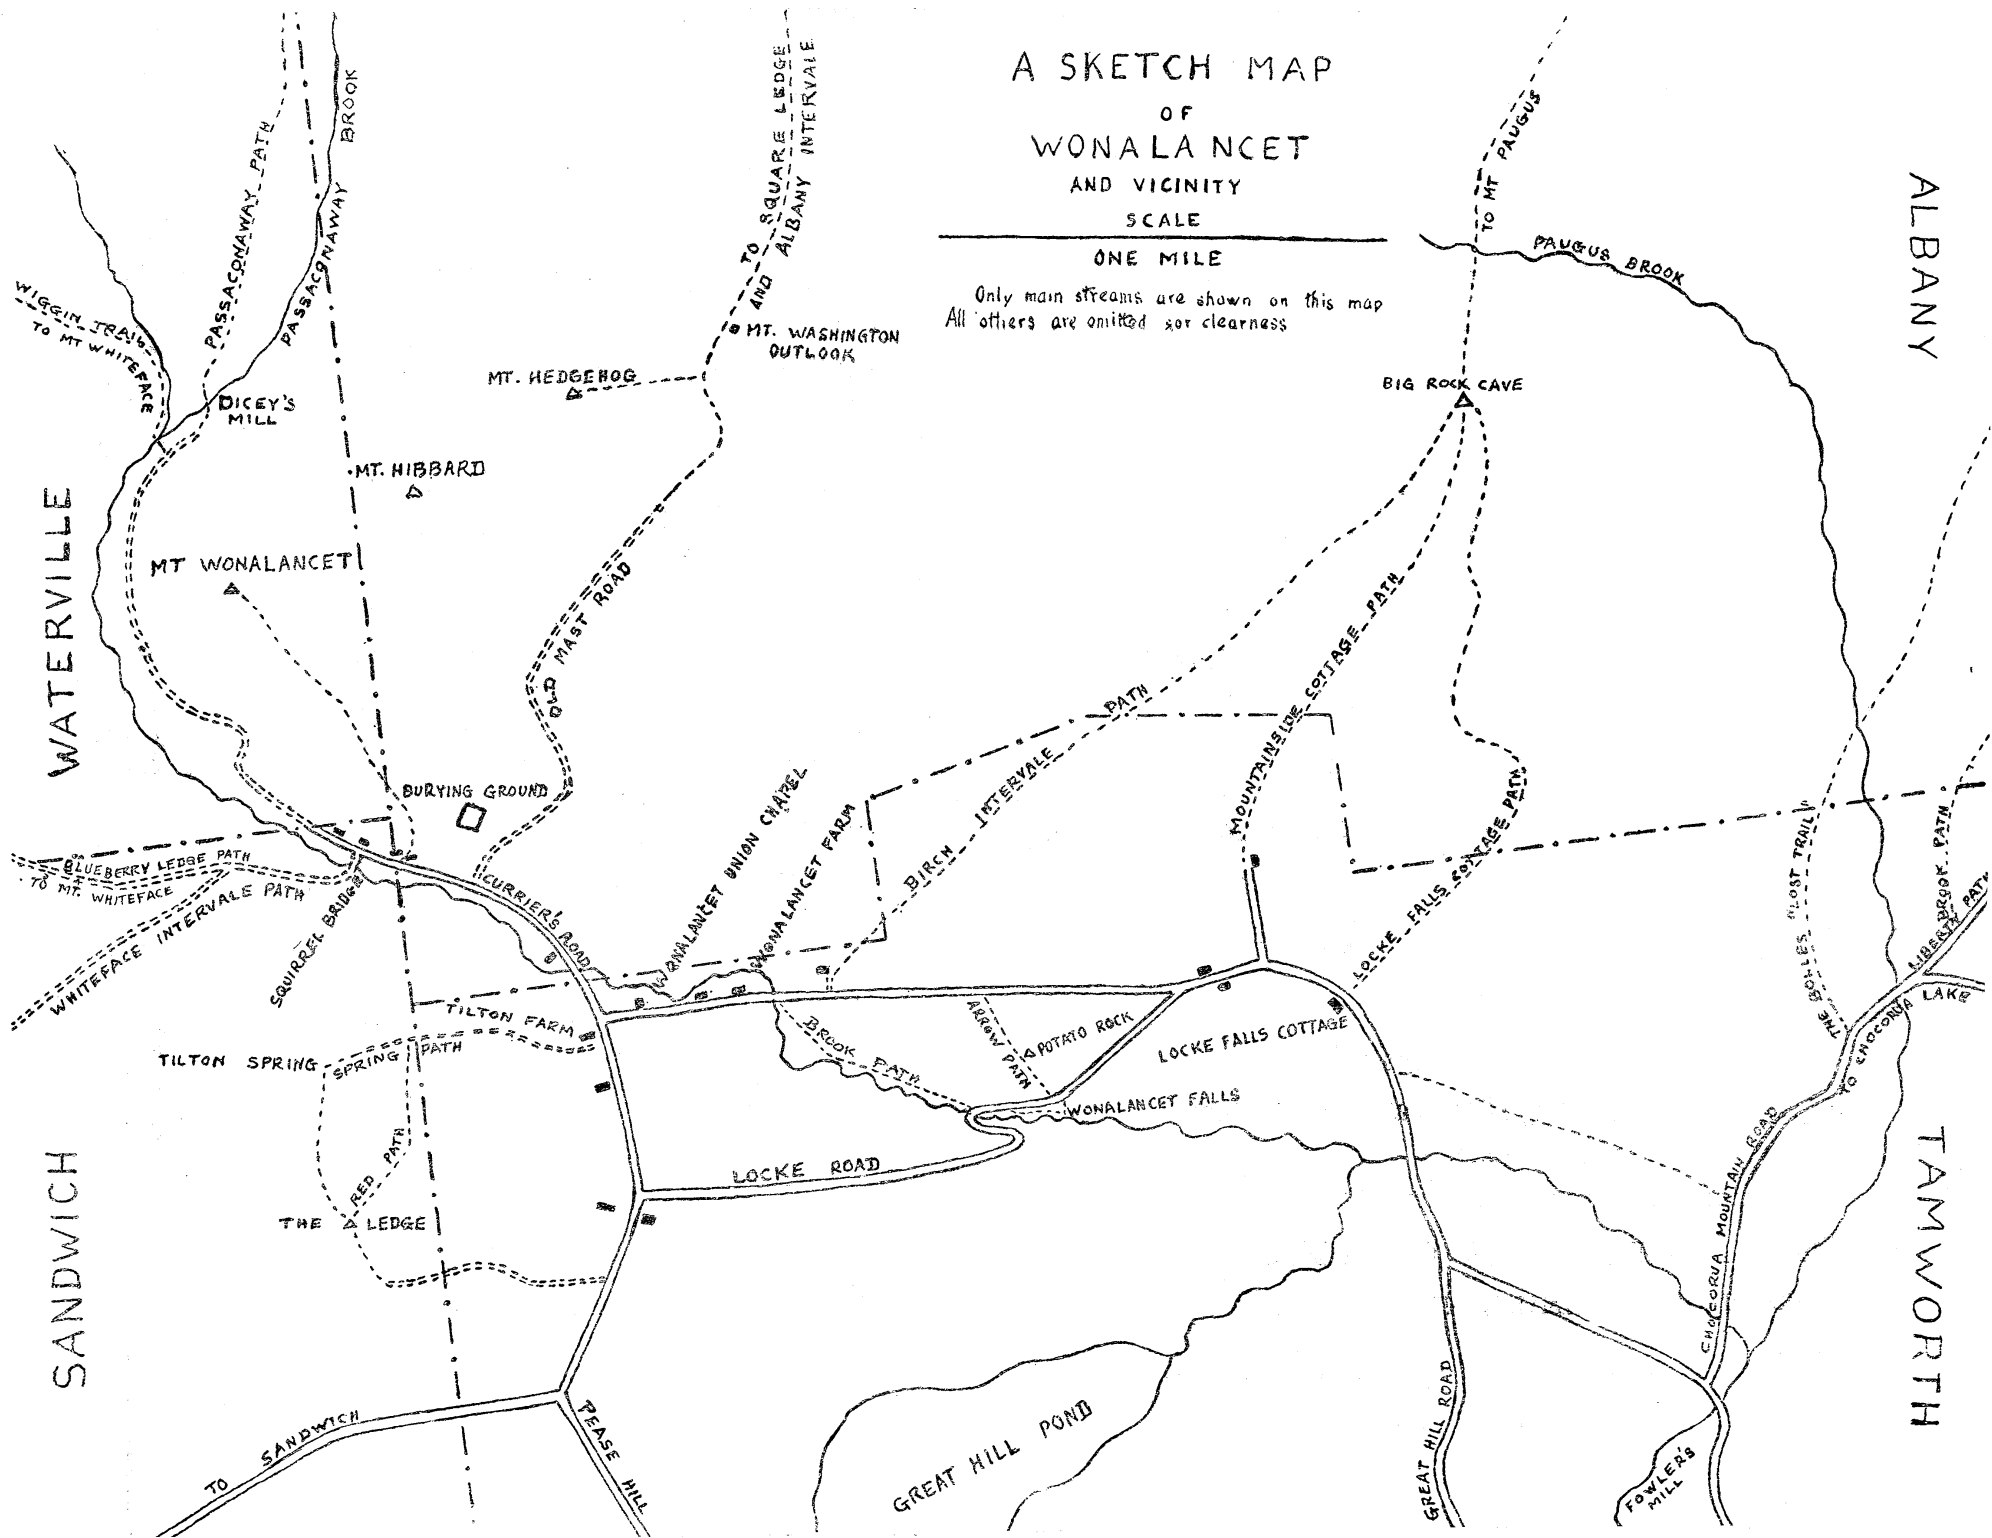 A SKETCH MAP
OF
WONALANCET
AND VICINITY
SCALE
ONE MILE
Only main streams are shown on this map
All others are omitted for clearness
PASSACONAWAY PATH
PASSACONAWAY BROOK
WIGGIN TRAIL
TO MT WHITEFACE
DICEY'S
MILL
TO SQUARE LEDGE
AND ALBANY INTERVALE
MT. WASHINGTON
OUTLOOK
MT. HEDGEHOG
MT. HIBBARD
MT WONALANCET
OLD MAST ROAD
TO MT PAUGUS
PAUGUS BROOK
BIG ROCK CAVE
ALBANY
WATERVILLE
BURYING GROUND
BLUEBERRY LEDGE PATH
TO MT. WHITEFACE
WHITEFACE INTERVALE PATH
SQUIRREL BRIDGE
CURRIER'S ROAD
WONALANCET UNION CHAPEL
WONALANCET FARM
BIRCH INTERVALE PATH
MOUNTAINSIDE COTTAGE PATH
LOCKE FALLS COTTAGE PATH
THE BOLLES "LOST TRAIL"
BROOK PATH
LIBERTY PATH
TO CHOCORUA LAKE
TILTON FARM
TILTON SPRING
SPRING PATH
BROOK PATH
ARROW PATH
POTATO ROCK
LOCKE FALLS COTTAGE
WONALANCET FALLS
RED PATH
THE LEDGE
LOCKE ROAD
CHOCORUA MOUNTAIN ROAD
SANDWICH
TAMWORTH
TO SANDWICH
PEASE HILL
GREAT HILL POND
GREAT HILL ROAD
FOWLER'S
MILL